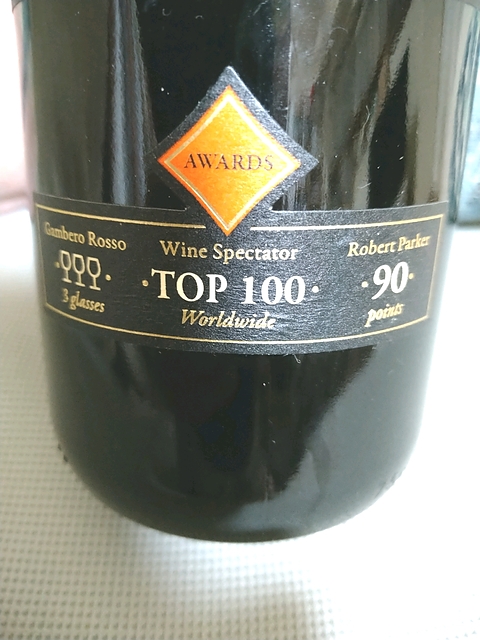 AWARDS
Gambero Rosso
3 glasses
Wine Spectator
·TOP 100·
Worldwide
Robert Parker
·90·
points